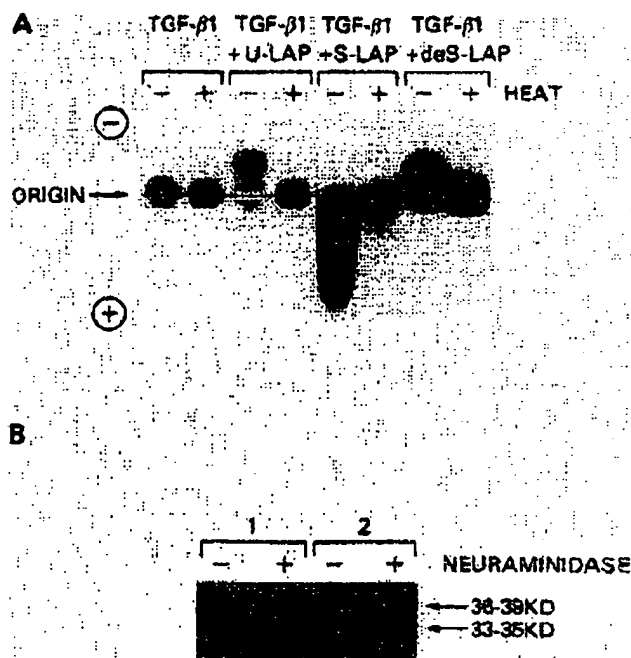 A TGF-β1 TGF-β1 TGF-β1 TGF-β1
+U-LAP +S-LAP +deS-LAP
− + − + − + − + HEAT
−
ORIGIN
+
B
1 2
− + − + NEURAMINIDASE
36-39KD
33-35KD